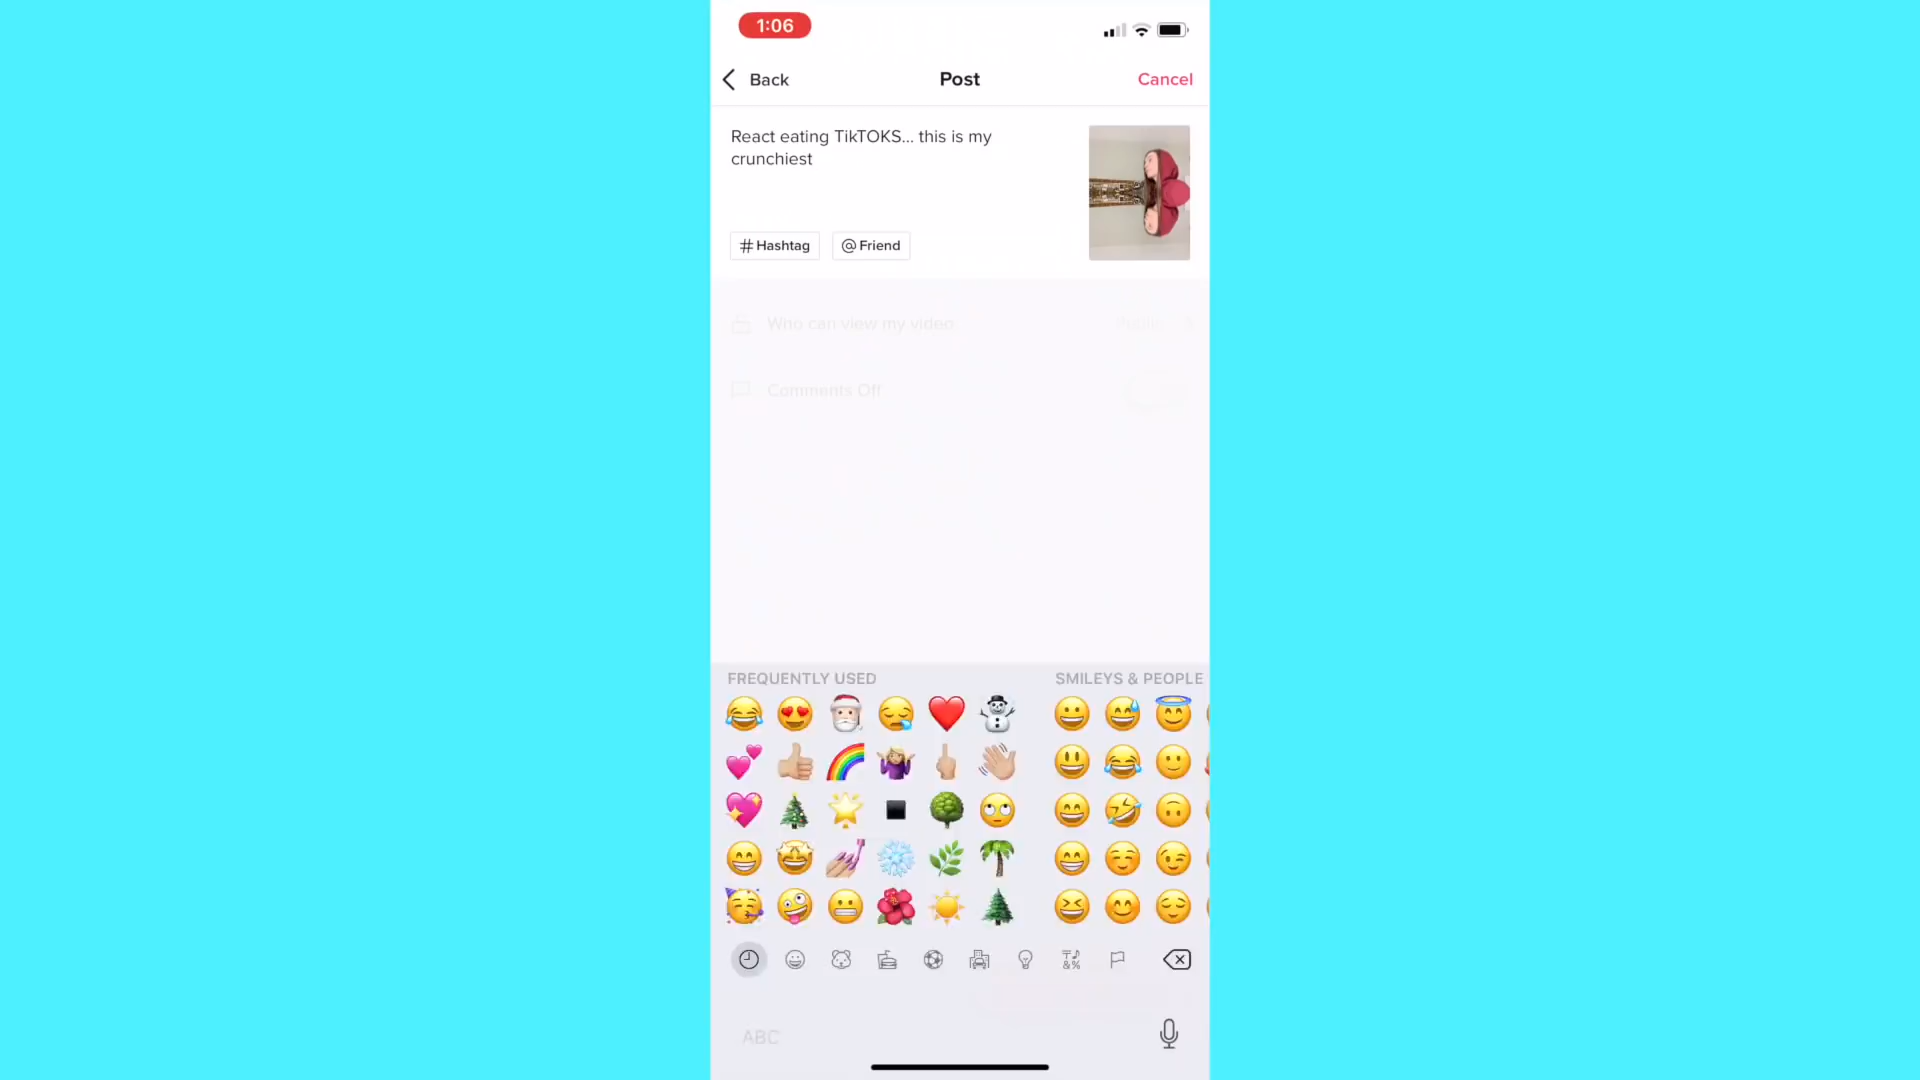 1:06
Back
Post
Cancel
React eating TikTOKS... this is my
crunchiest
# Hashtag
@ Friend
Who can view my video
Public
Comments Off
FREQUENTLY USED
SMILEYS & PEOPLE
ABC